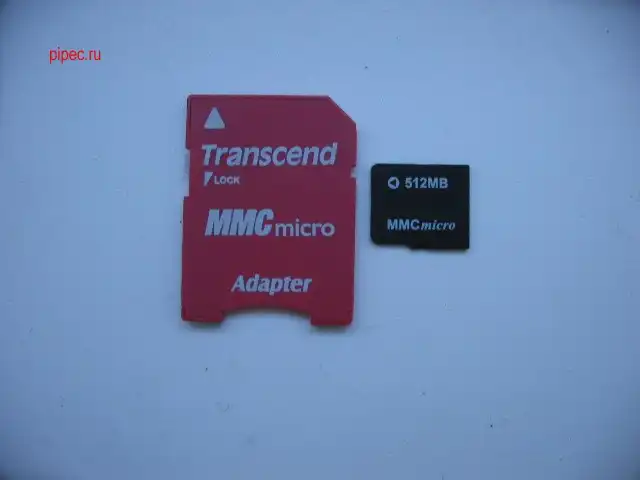 pipec.ru
Transcend
LOCK
MMCmicro
Adapter
512MB
MMCmicro